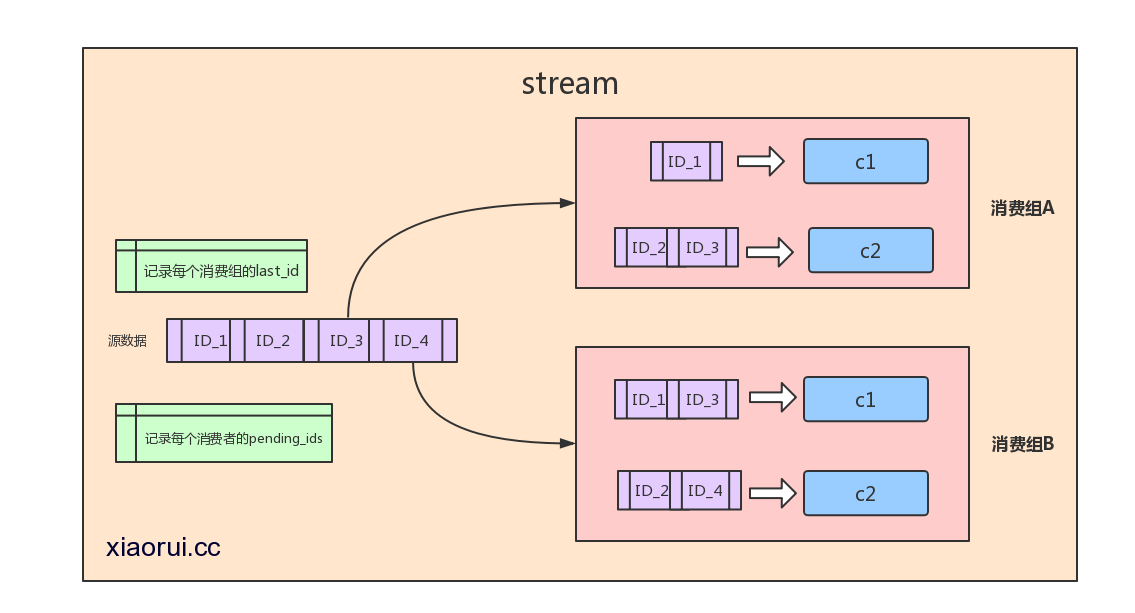 stream
ID_1
c1
消费组A
ID_2
ID_3
c2
记录每个消费组的last_id
源数据
ID_1
ID_2
ID_3
ID_4
记录每个消费者的pending_ids
ID_1
ID_3
c1
消费组B
ID_2
ID_4
c2
xiaorui.cc